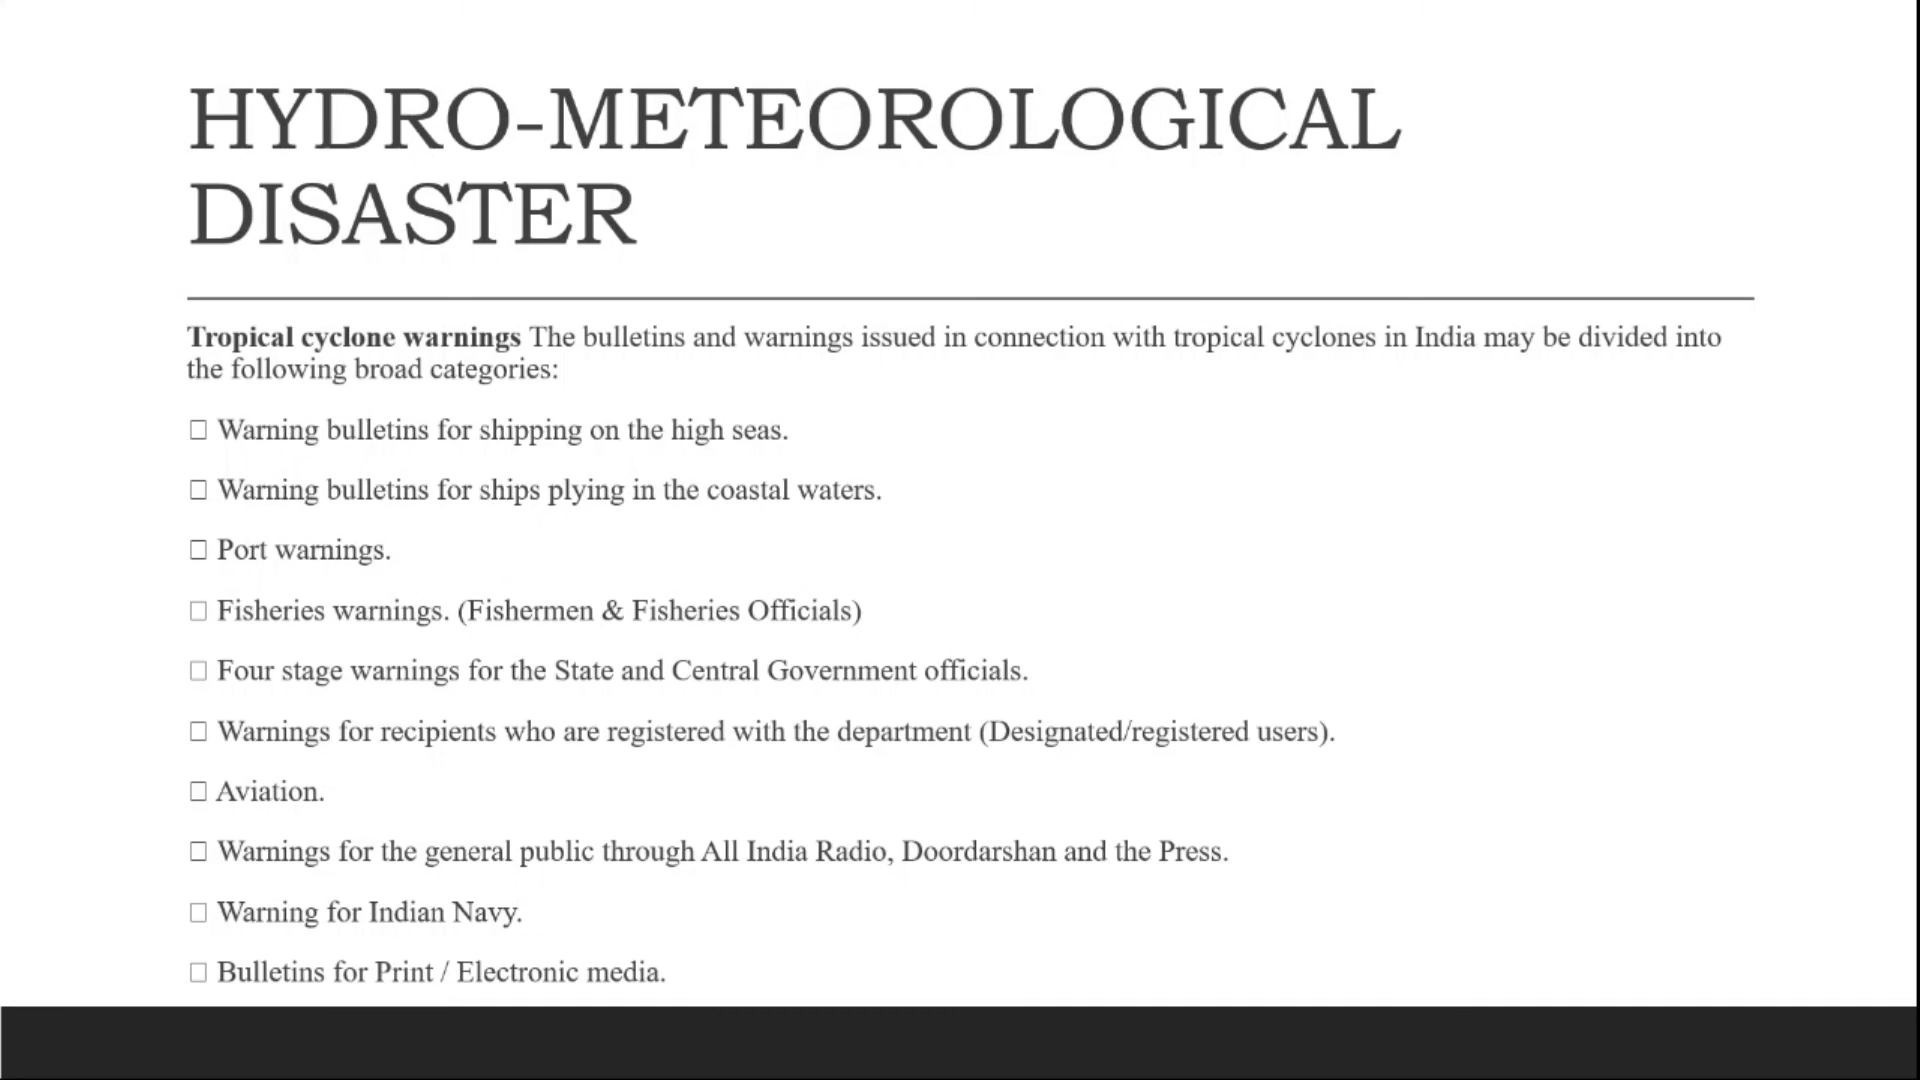 HYDRO-METEOROLOGICAL
DISASTER
Tropical cyclone warnings The bulletins and warnings issued in connection with tropical cyclones in India may be divided into
the following broad categories:
□ Warning bulletins for shipping on the high seas.
□ Warning bulletins for ships plying in the coastal waters.
□ Port warnings.
□ Fisheries warnings. (Fishermen & Fisheries Officials)
□ Four stage warnings for the State and Central Government officials.
□ Warnings for recipients who are registered with the department (Designated/registered users).
□ Aviation.
□ Warnings for the general public through All India Radio, Doordarshan and the Press.
□ Warning for Indian Navy.
□ Bulletins for Print / Electronic media.